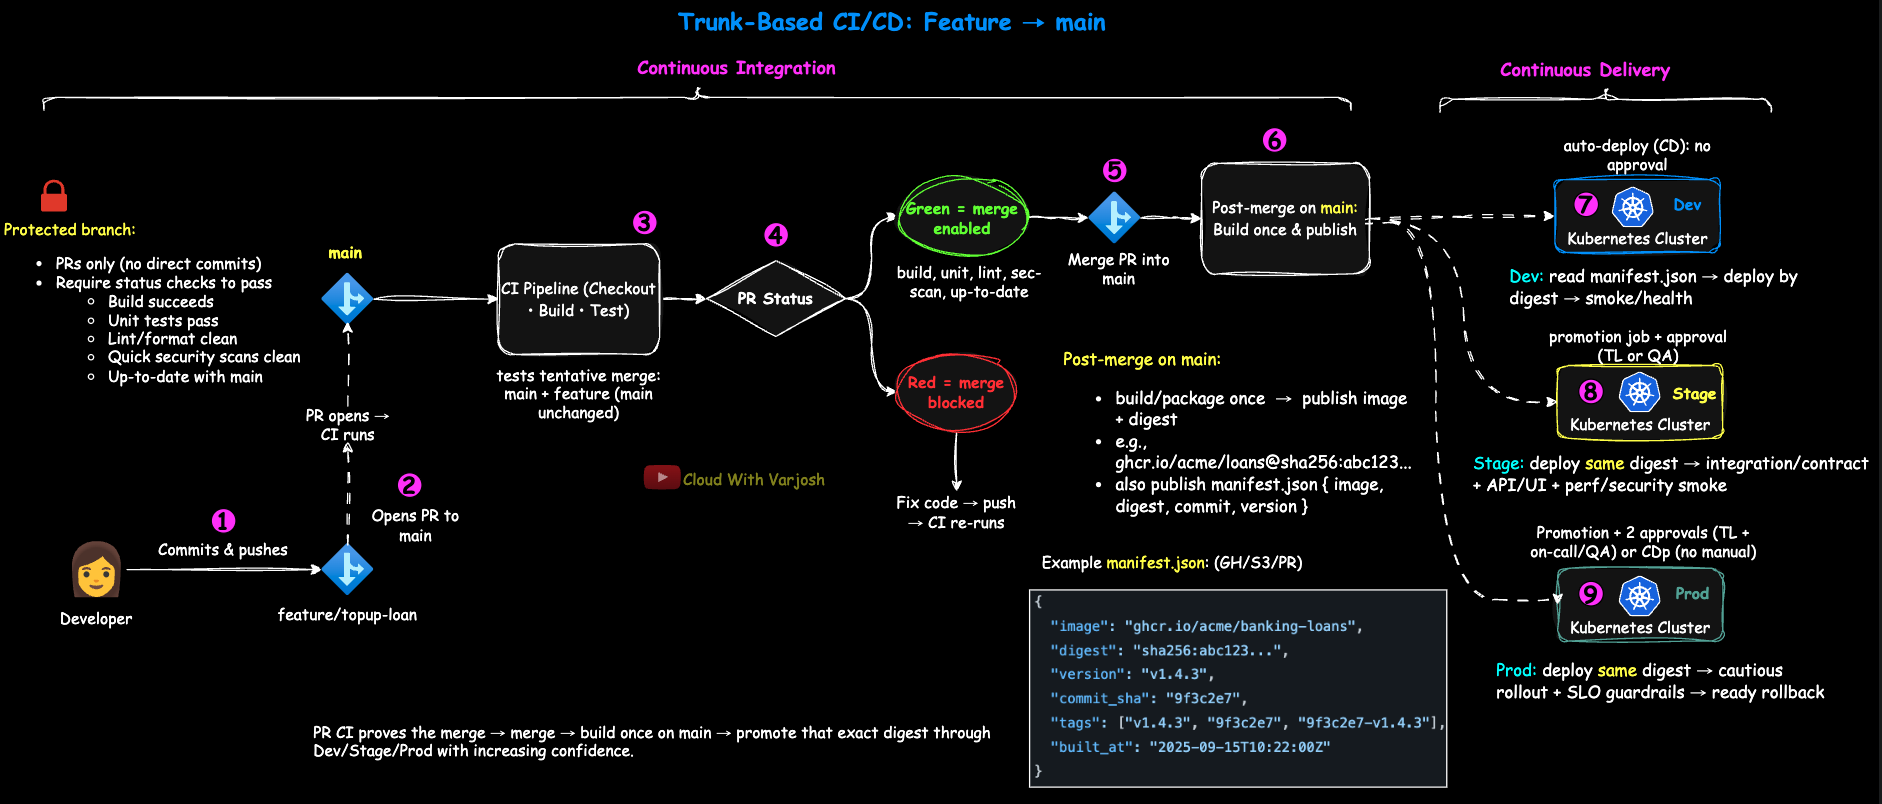 Trunk-Based CI/CD: Feature → main
Continuous Integration
Continuous Delivery
Protected branch:
• PRs only (no direct commits)
• Require status checks to pass
○ Build succeeds
○ Unit tests pass
○ Lint/format clean
○ Quick security scans clean
○ Up-to-date with main
1
Commits & pushes
Developer
feature/topup-loan
2
Opens PR to
main
PR opens →
CI runs
main
3
CI Pipeline (Checkout
• Build • Test)
tests tentative merge:
main + feature (main
unchanged)
4
PR Status
Green = merge
enabled
build, unit, lint, sec-
scan, up-to-date
Red = merge
blocked
Fix code → push
→ CI re-runs
5
Merge PR into
main
6
Post-merge on main:
Build once & publish
Post-merge on main:
• build/package once → publish image
+ digest
• e.g.,
ghcr.io/acme/loans@sha256:abc123...
• also publish manifest.json { image,
digest, commit, version }
Example manifest.json: (GH/S3/PR)
{
"image": "ghcr.io/acme/banking-loans",
"digest": "sha256:abc123...",
"version": "v1.4.3",
"commit_sha": "9f3c2e7",
"tags": ["v1.4.3", "9f3c2e7", "9f3c2e7-v1.4.3"],
"built_at": "2025-09-15T10:22:00Z"
}
auto-deploy (CD): no
approval
7
Dev
Kubernetes Cluster
Dev: read manifest.json → deploy by
digest → smoke/health
promotion job + approval
(TL or QA)
8
Stage
Kubernetes Cluster
Stage: deploy same digest → integration/contract
+ API/UI + perf/security smoke
Promotion + 2 approvals (TL +
on-call/QA) or CDp (no manual)
9
Prod
Kubernetes Cluster
Prod: deploy same digest → cautious
rollout + SLO guardrails → ready rollback
Cloud With Varjosh
PR CI proves the merge → merge → build once on main → promote that exact digest through
Dev/Stage/Prod with increasing confidence.